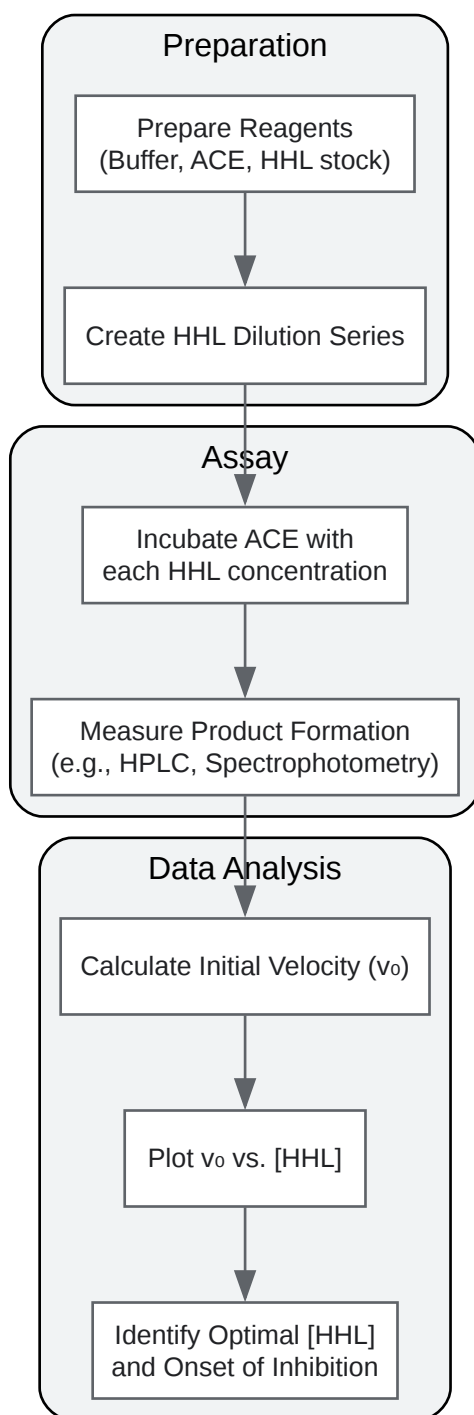 Preparation
Prepare Reagents
(Buffer, ACE, HHL stock)
Create HHL Dilution Series
Assay
Incubate ACE with
each HHL concentration
Measure Product Formation
(e.g., HPLC, Spectrophotometry)
Data Analysis
Calculate Initial Velocity (v₀)
Plot v₀ vs. [HHL]
Identify Optimal [HHL]
and Onset of Inhibition